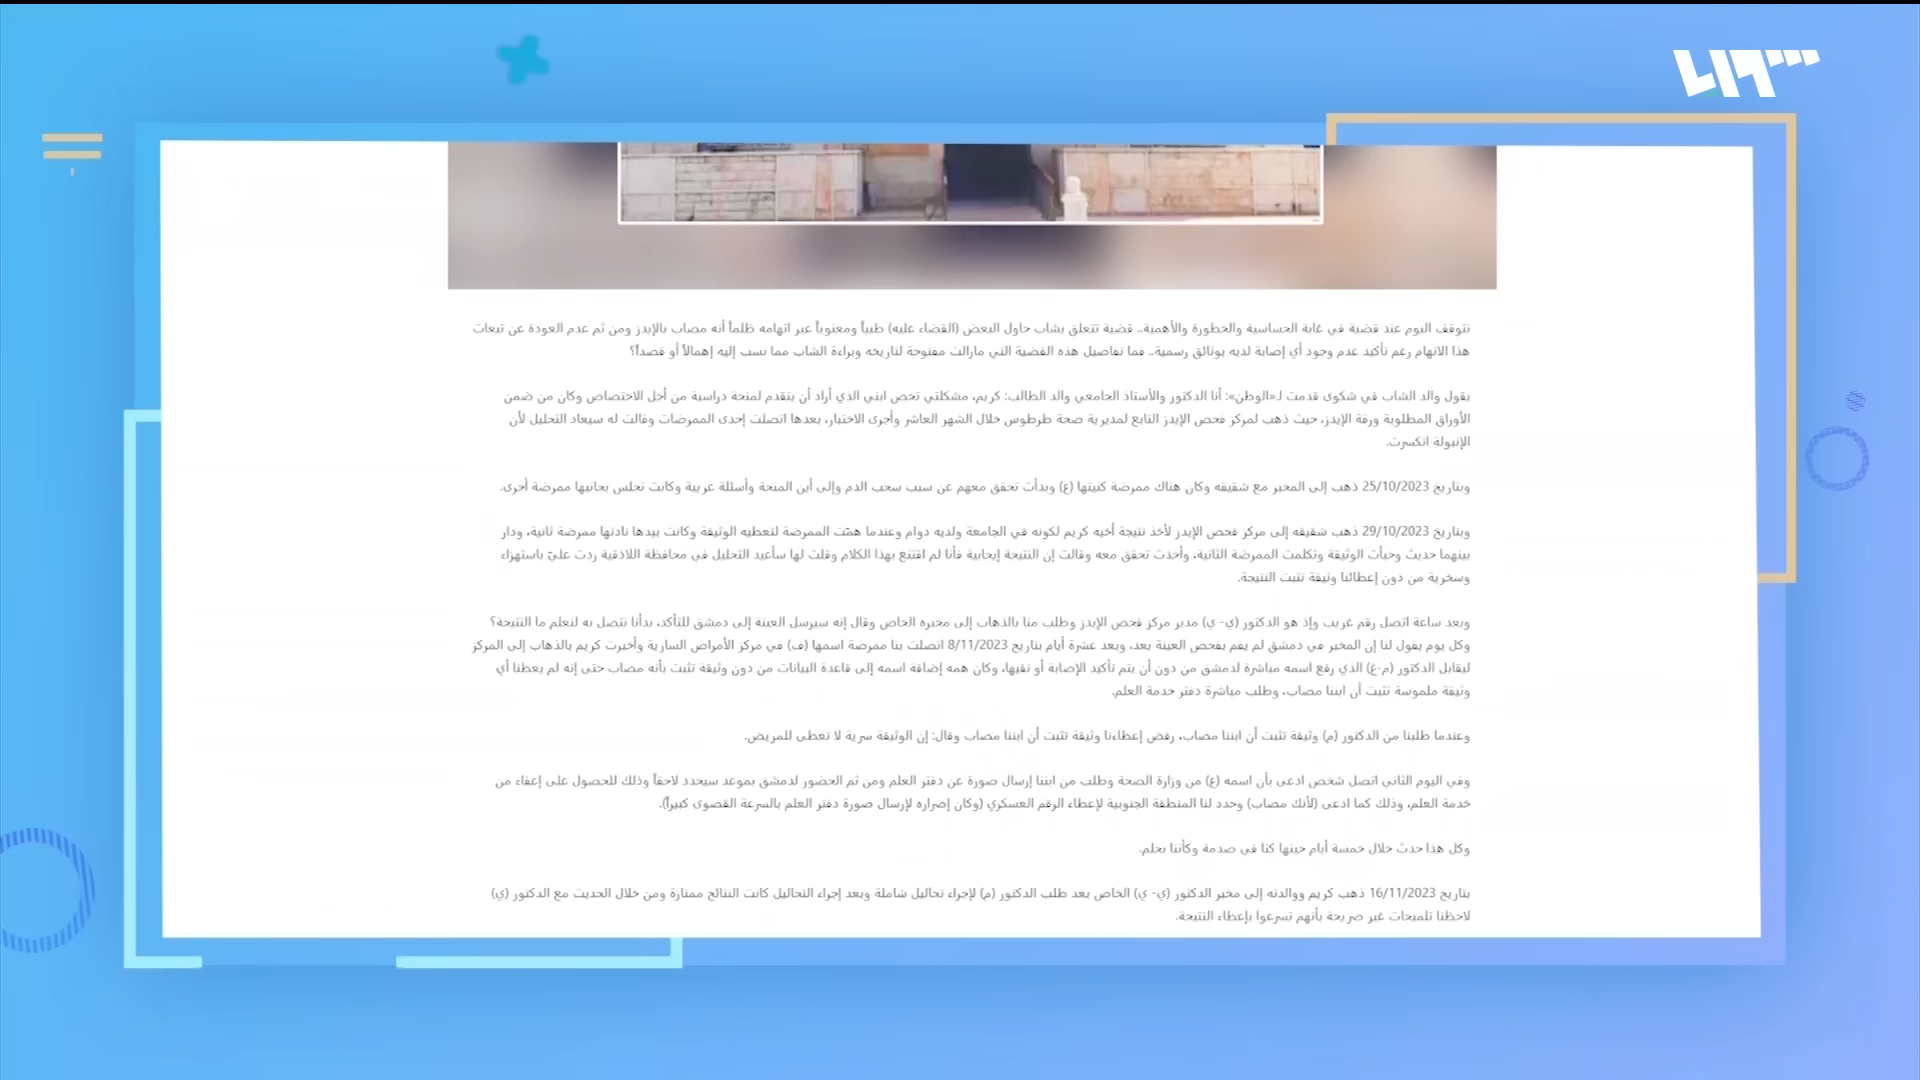 نتوقف اليوم عند قضية في غاية الحساسية والخطورة والأهمية.. قضية تتعلق بشاب حاول البعض (القضاء عليه) طبياً ومعنوياً عبر اتهامه ظلماً أنه مصاب بالإيدز ومن ثم عدم العودة عن تبعات
هذا الاتهام رغم تأكيد عدم وجود أي إصابة لديه بوثائق رسمية.. فما تفاصيل هذه القضية التي مازالت مفتوحة لتاريخه وبراءة الشاب مما نسب إليه إهمالاً أو قصداً؟
يقول والد الشاب في شكوى قدمت لـ«الوطن»: أنا الدكتور والأستاذ الجامعي والد الطالب: كريم، مشكلتي تخص ابني الذي أراد أن يتقدم لمنحة دراسية من أجل الاختصاص وكان من ضمن
الأوراق المطلوبة ورقة الإيدز، حيث ذهب لمركز فحص الإيدز التابع لمديرية صحة طرطوس خلال الشهر العاشر وأجرى الاختبار، بعدها اتصلت إحدى الممرضات وقالت له سيعاد التحليل لأن
الإنبولة انكسرت.
وبتاريخ 25/10/2023 ذهب إلى المخبر مع شقيقه وكان هناك ممرضة كنيتها (ع) وبدأت تحقق معهم عن سبب سحب الدم وإلى أين المنحة وأسئلة غريبة وكانت تجلس بجانبها ممرضة أخرى.
وبتاريخ 29/10/2023 ذهب شقيقه إلى مركز فحص الإيدز لأخذ نتيجة أخيه كريم لكونه في الجامعة ولديه دوام وعندما همّت الممرضة لتعطيه الوثيقة وكانت بيدها نادتها ممرضة ثانية، ودار
بينهما حديث وخبأت الوثيقة وتكلمت الممرضة الثانية، وأخذت تحقق معه وقالت إن النتيجة إيجابية فأنا لم اقتنع بهذا الكلام وقلت لها سأعيد التحليل في محافظة اللاذقية ردت عليّ باستهزاء
وسخرية من دون إعطائنا وثيقة تثبت النتيجة.
وبعد ساعة اتصل رقم غريب وإذ هو الدكتور (ي- ي) مدير مركز فحص الإيدز وطلب منا بالذهاب إلى مخبره الخاص وقال إنه سيرسل العينة إلى دمشق للتأكد، بدأنا نتصل به لنعلم ما النتيجة؟
وكل يوم يقول لنا إن المخبر في دمشق لم يقم بفحص العينة بعد، وبعد عشرة أيام بتاريخ 8/11/2023 اتصلت بنا ممرضة اسمها (ف) في مركز الأمراض السارية وأخبرت كريم بالذهاب إلى المركز
ليقابل الدكتور (م-غ) الذي رفع اسمه مباشرة لدمشق من دون أن يتم تأكيد الإصابة أو نفيها، وكان همه إضافة اسمه إلى قاعدة البيانات من دون وثيقة تثبت بأنه مصاب حتى إنه لم يعطنا أي
وثيقة ملموسة تثبت أن ابننا مصاب، وطلب مباشرة دفتر خدمة العلم.
وعندما طلبنا من الدكتور (م) وثيقة تثبت أن ابننا مصاب، رفض إعطاءنا وثيقة تثبت أن ابننا مصاب وقال: إن الوثيقة سرية لا تعطى للمريض.
وفي اليوم الثاني اتصل شخص ادعى بأن اسمه (ع) من وزارة الصحة وطلب من ابننا إرسال صورة عن دفتر العلم ومن ثم الحضور لدمشق بموعد سيحدد لاحقاً وذلك للحصول على إعفاء من
خدمة العلم، وذلك كما ادعى (لأنك مصاب) وحدد لنا المنطقة الجنوبية لإعطاء الرقم العسكري (وكان إصراره لإرسال صورة دفتر العلم بالسرعة القصوى كبيراً).
وكل هذا حدث خلال خمسة أيام حينها كنا في صدمة وكأننا بحلم.
بتاريخ 16/11/2023 ذهب كريم ووالدته إلى مخبر الدكتور (ي- ي) الخاص بعد طلب الدكتور (م) لإجراء تحاليل شاملة وبعد إجراء التحاليل كانت النتائج ممتازة ومن خلال الحديث مع الدكتور (ي)
لاحظنا تلميحات غير صريحة بأنهم تسرعوا بإعطاء النتيجة.